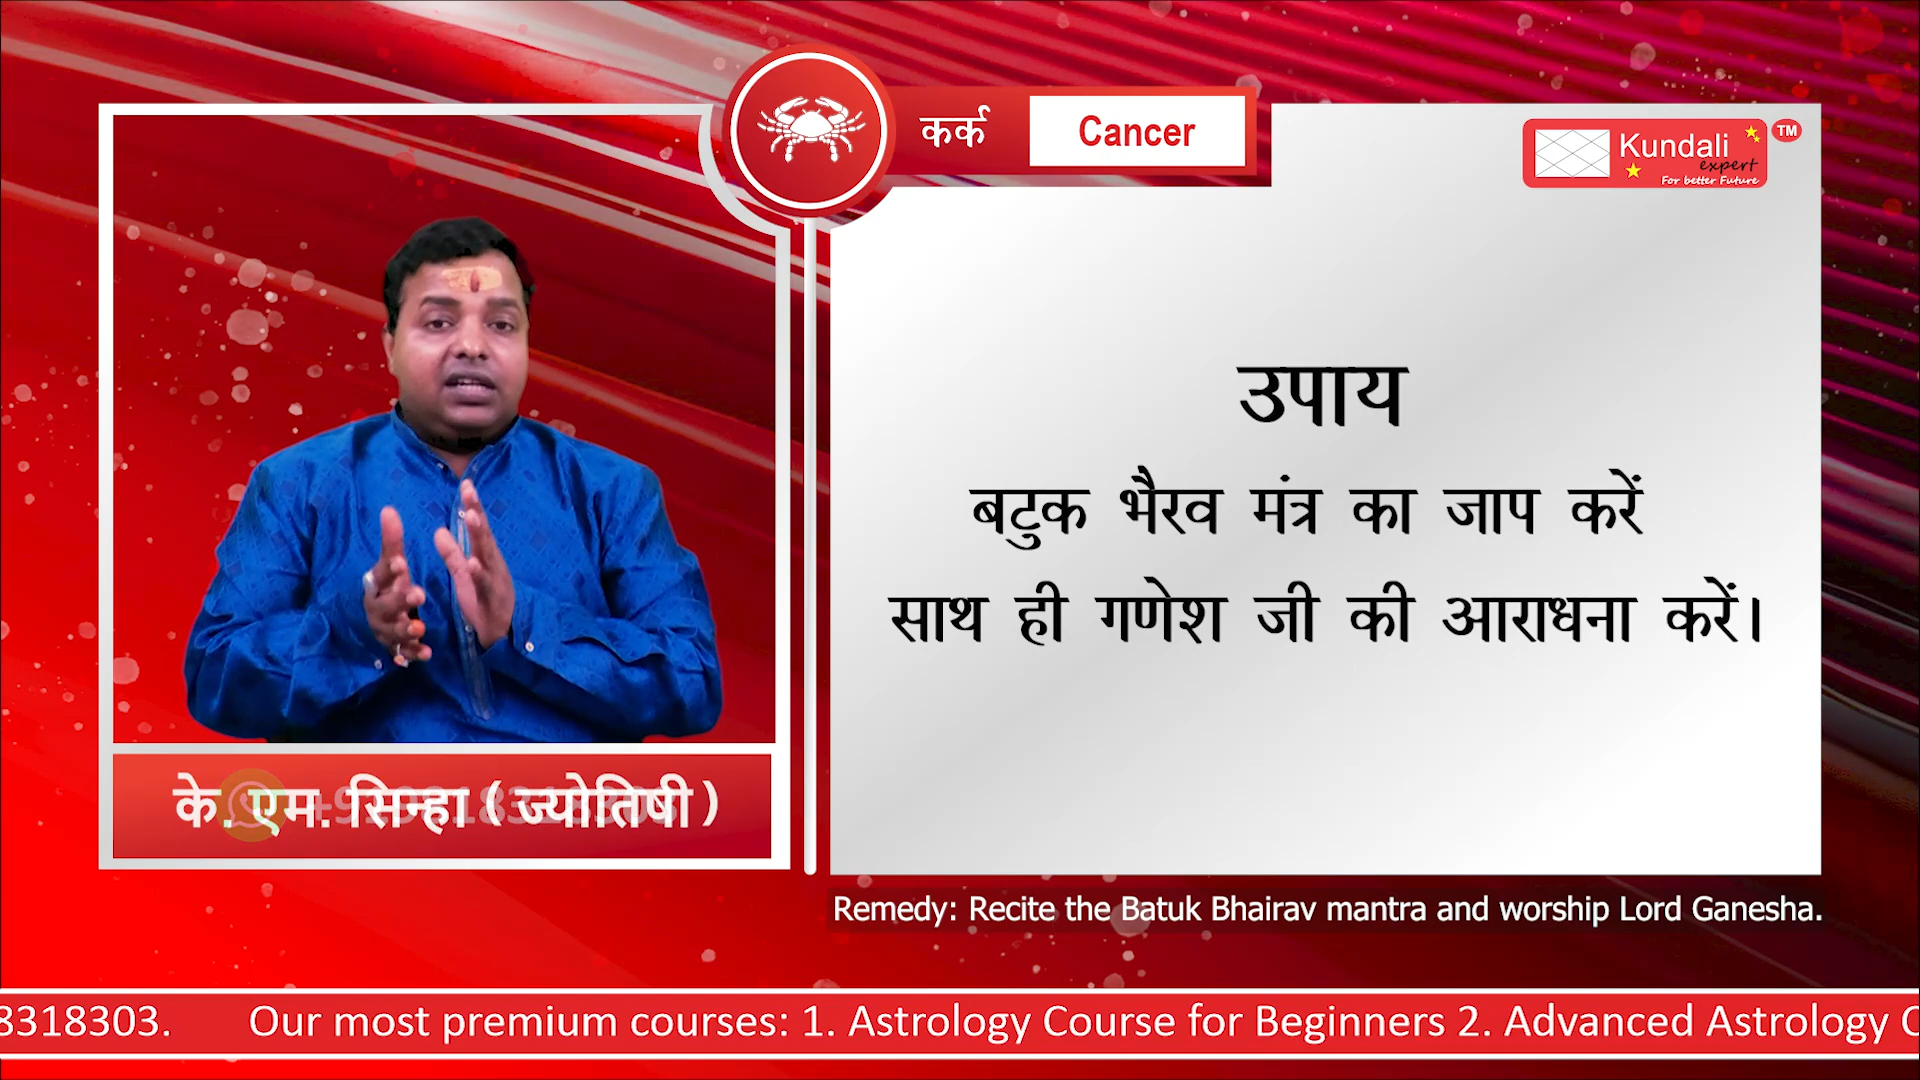 कर्क Cancer
Kundali
expert
For better Future
TM
उपाय
बटुक भैरव मंत्र का जाप करें
साथ ही गणेश जी की आराधना करें।
के. एम. सिन्हा ( ज्योतिषी )
Remedy: Recite the Batuk Bhairav mantra and worship Lord Ganesha.
8318303. Our most premium courses: 1. Astrology Course for Beginners 2. Advanced Astrology C